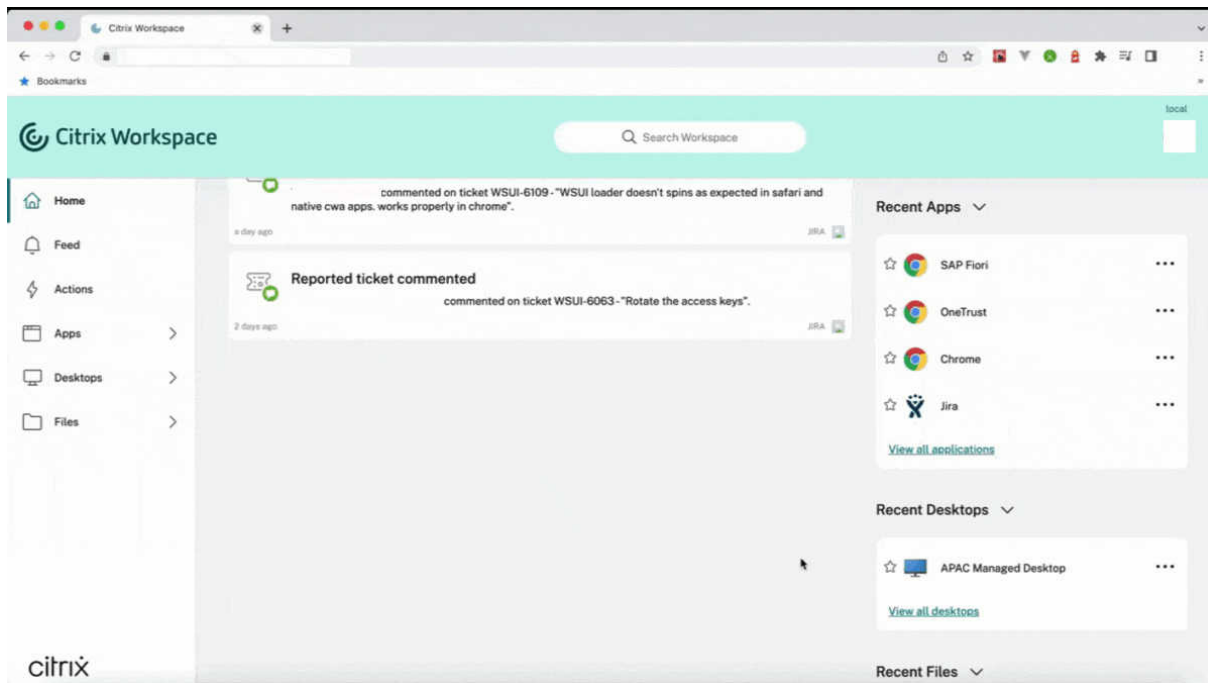 Citrix Workspace
Bookmarks
local
Citrix Workspace
Search Workspace
Home
Feed
Actions
Apps
Desktops
Files
citrix
commented on ticket WSUI-6109 - "WSUI loader doesn't spins as expected in safari and
native cwa apps. works properly in chrome".
a day ago
JIRA
Reported ticket commented
commented on ticket WSUI-6063 - "Rotate the access keys".
2 days ago
JIRA
Recent Apps
SAP Fiori
OneTrust
Chrome
Jira
View all applications
Recent Desktops
APAC Managed Desktop
View all desktops
Recent Files